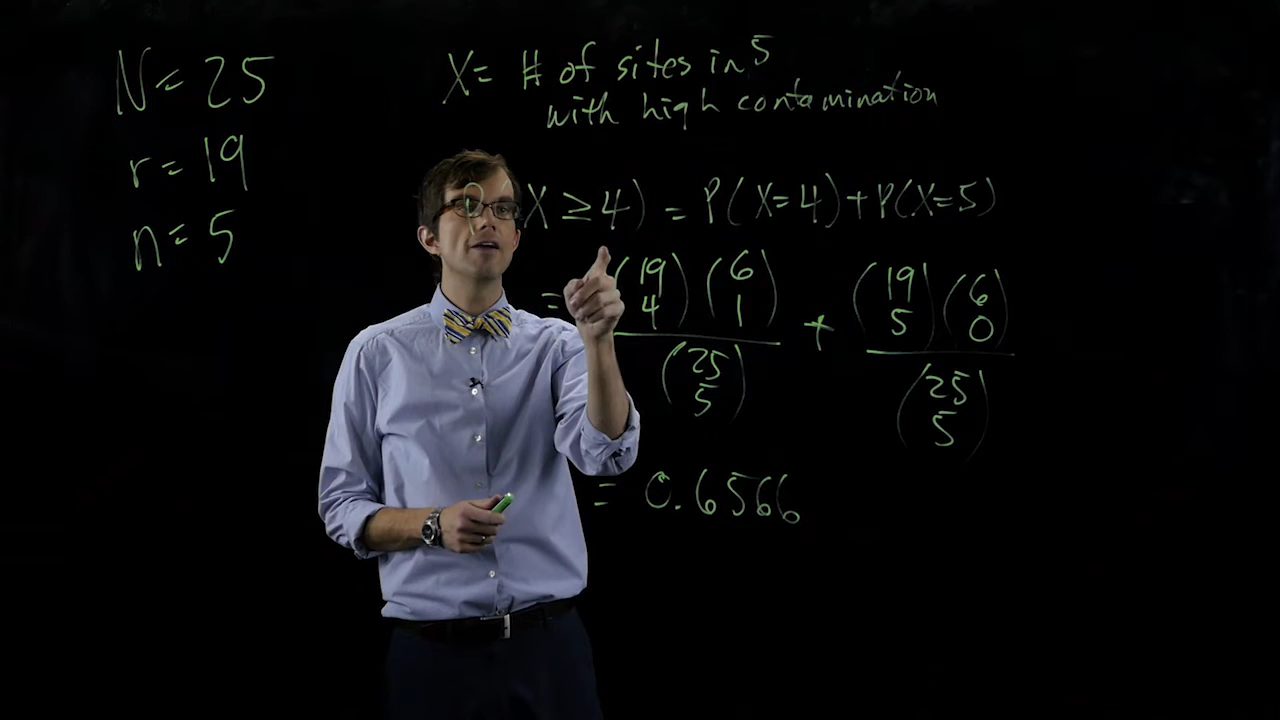 N = 25
r = 19
n = 5
X = # of sites in 5
with high contamination
P(X ≥ 4) = P(X=4) + P(X=5)
= (19 4) (6 1) / (25 5) + (19 5) (6 0) / (25 5)
= 0.6566